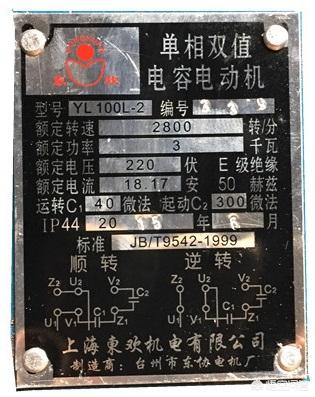 单相双值
电容电动机
型号 YL100L-2 编号
额定转速 2800 转/分
额定功率 3 千瓦
额定电压 220 伏 E级绝缘
额定电流 18.17 安 50 赫兹
运转C₁ 40 微法 起动C₂ 300 微法
IP44 20 年 月
标准 JB/T9542-1999
顺转 逆转
Z₂ U₂ C₂ Z₂ U₂ C₂
U₁ V₁ C₁ Z₁ U₁ V₁ C₁ Z₁
上海东欢机电有限公司
制造商：台州市东协电机厂